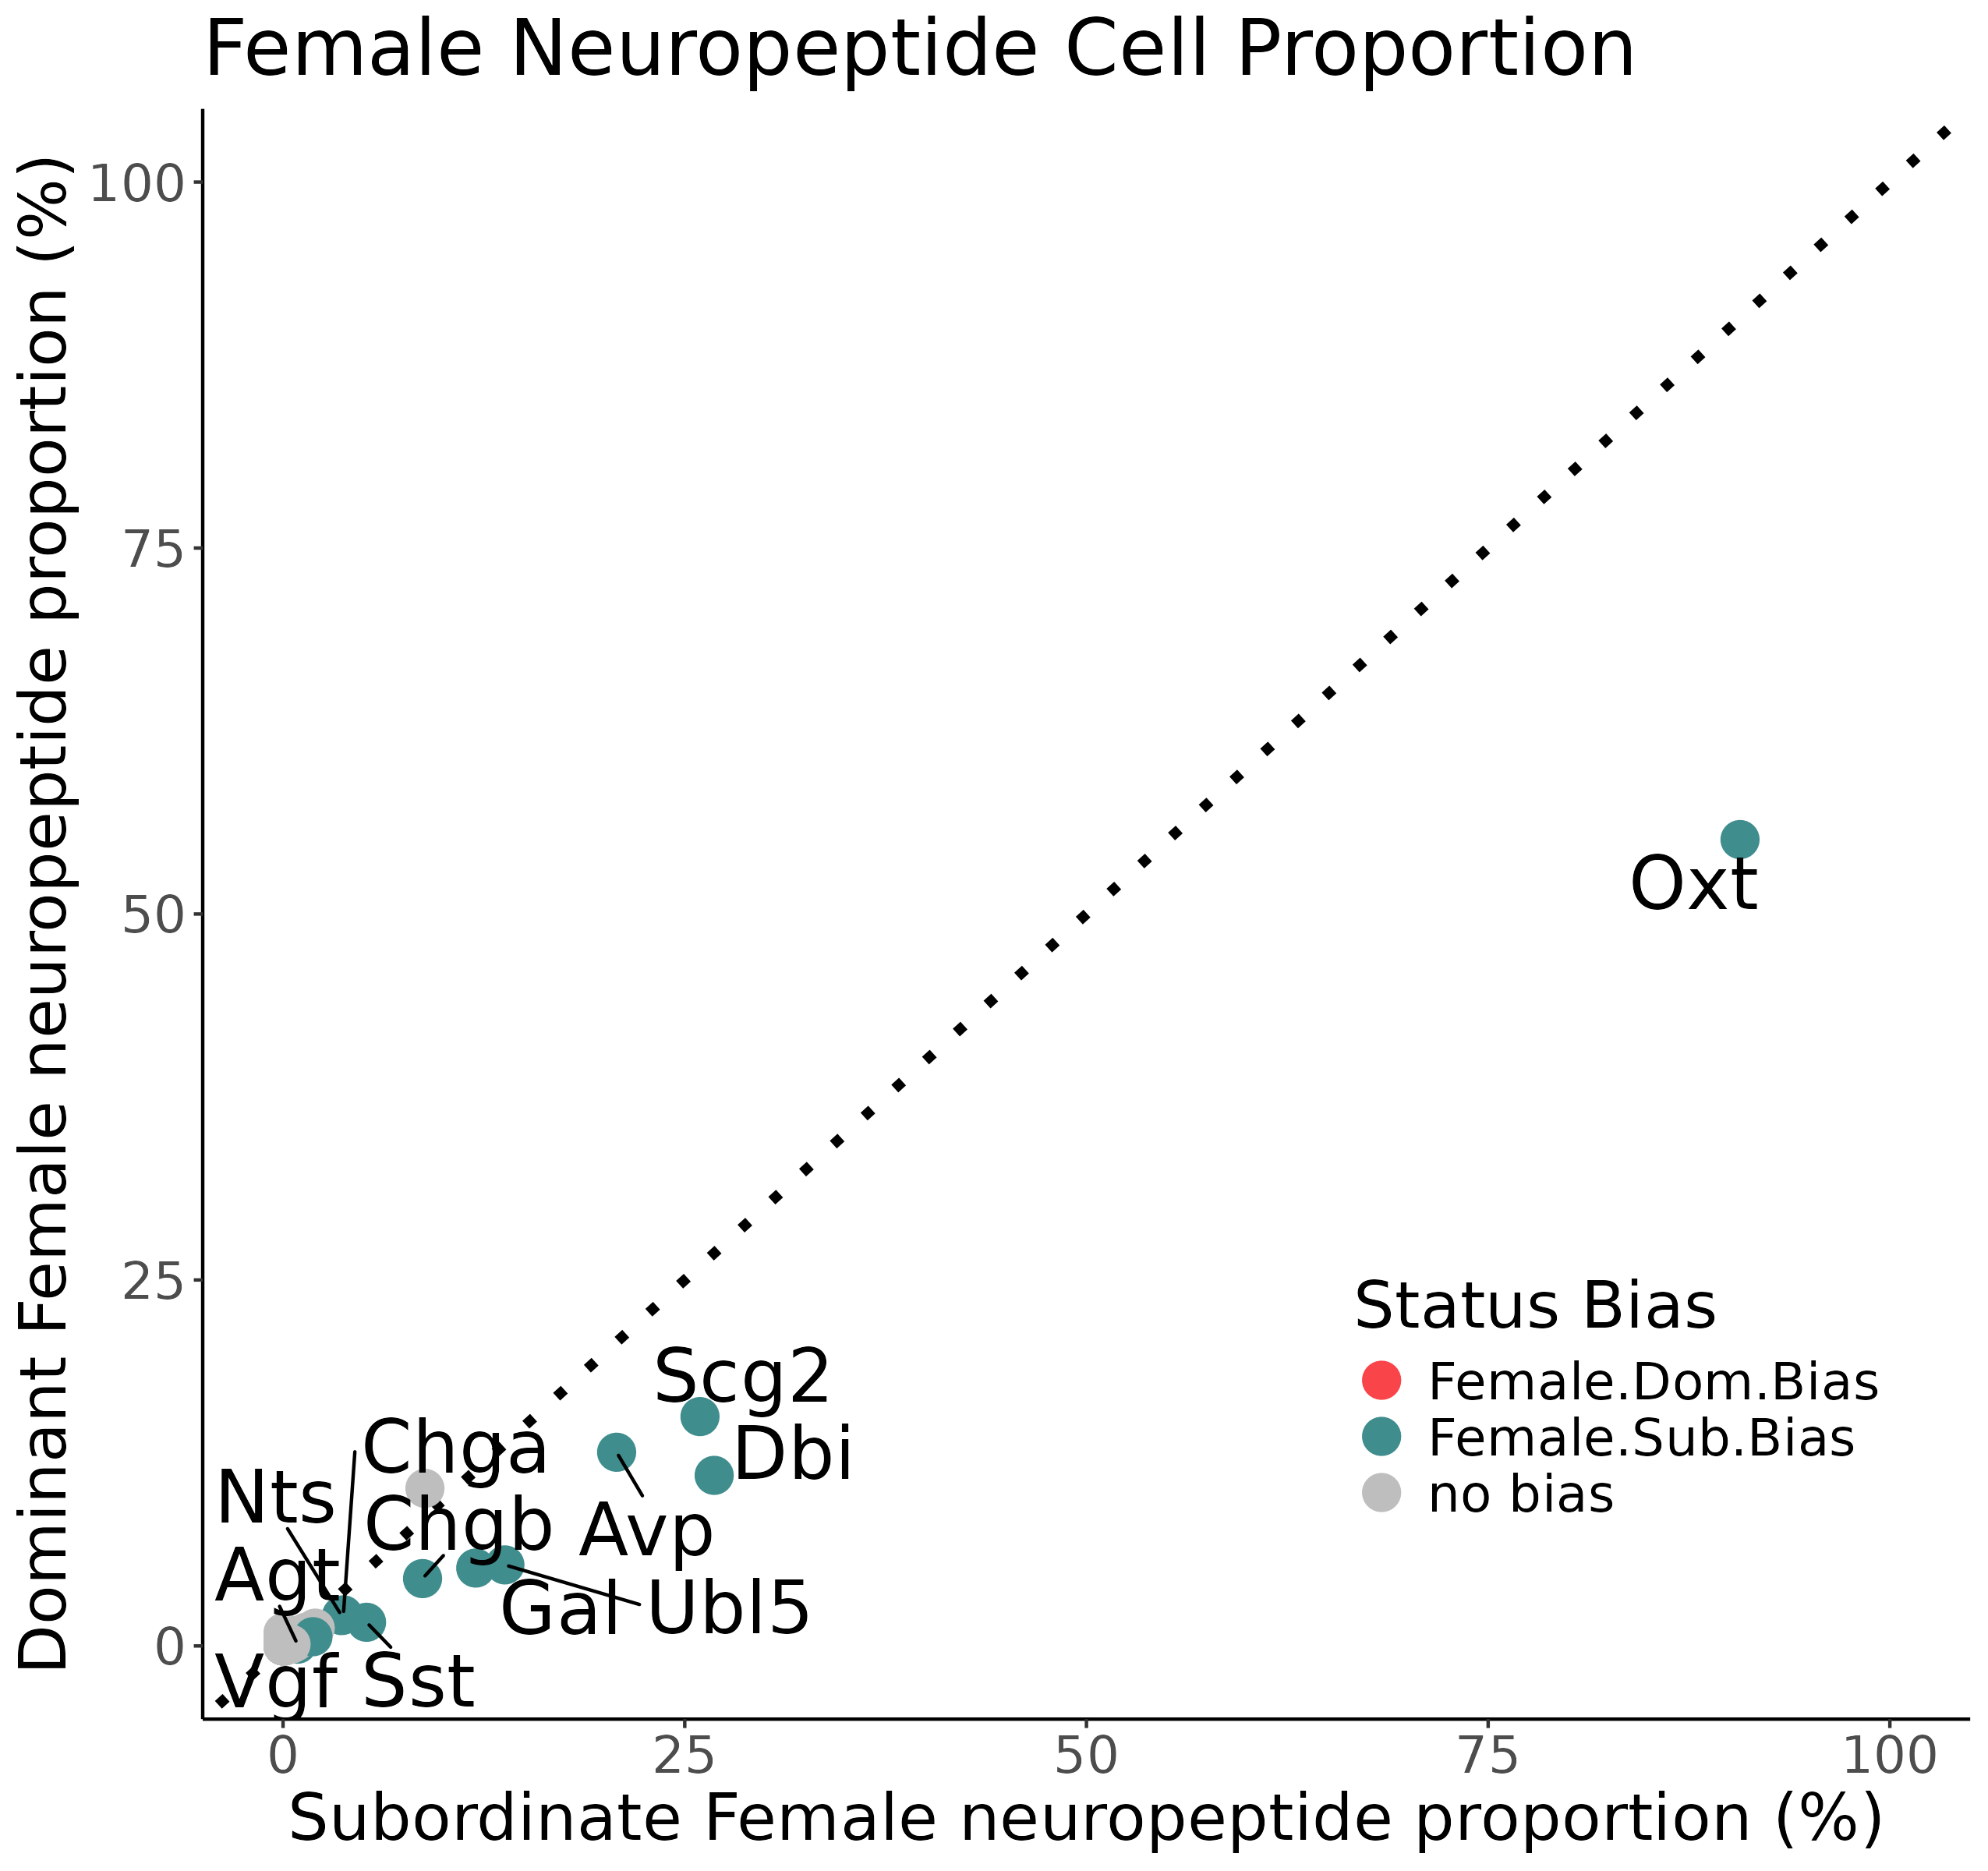 Female Neuropeptide Cell Proportion
Dominant Female neuropeptide proportion (%)
100
75
50
25
0
Oxt
Scg2
Dbi
Chga
Nts
Chgb
Avp
Agt
Gal
Ubl5
Vgf
Sst
Status Bias
Female.Dom.Bias
Female.Sub.Bias
no bias
0
25
50
75
100
Subordinate Female neuropeptide proportion (%)